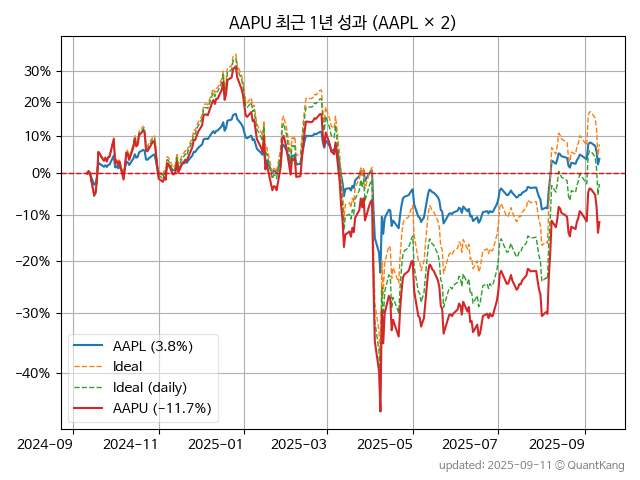 AAPU 최근 1년 성과 (AAPL × 2)
30%
20%
10%
0%
−10%
−20%
−30%
−40%
AAPL (3.8%)
Ideal
Ideal (daily)
AAPU (−11.7%)
2024-09
2024-11
2025-01
2025-03
2025-05
2025-07
2025-09
updated: 2025-09-11 © QuantKang